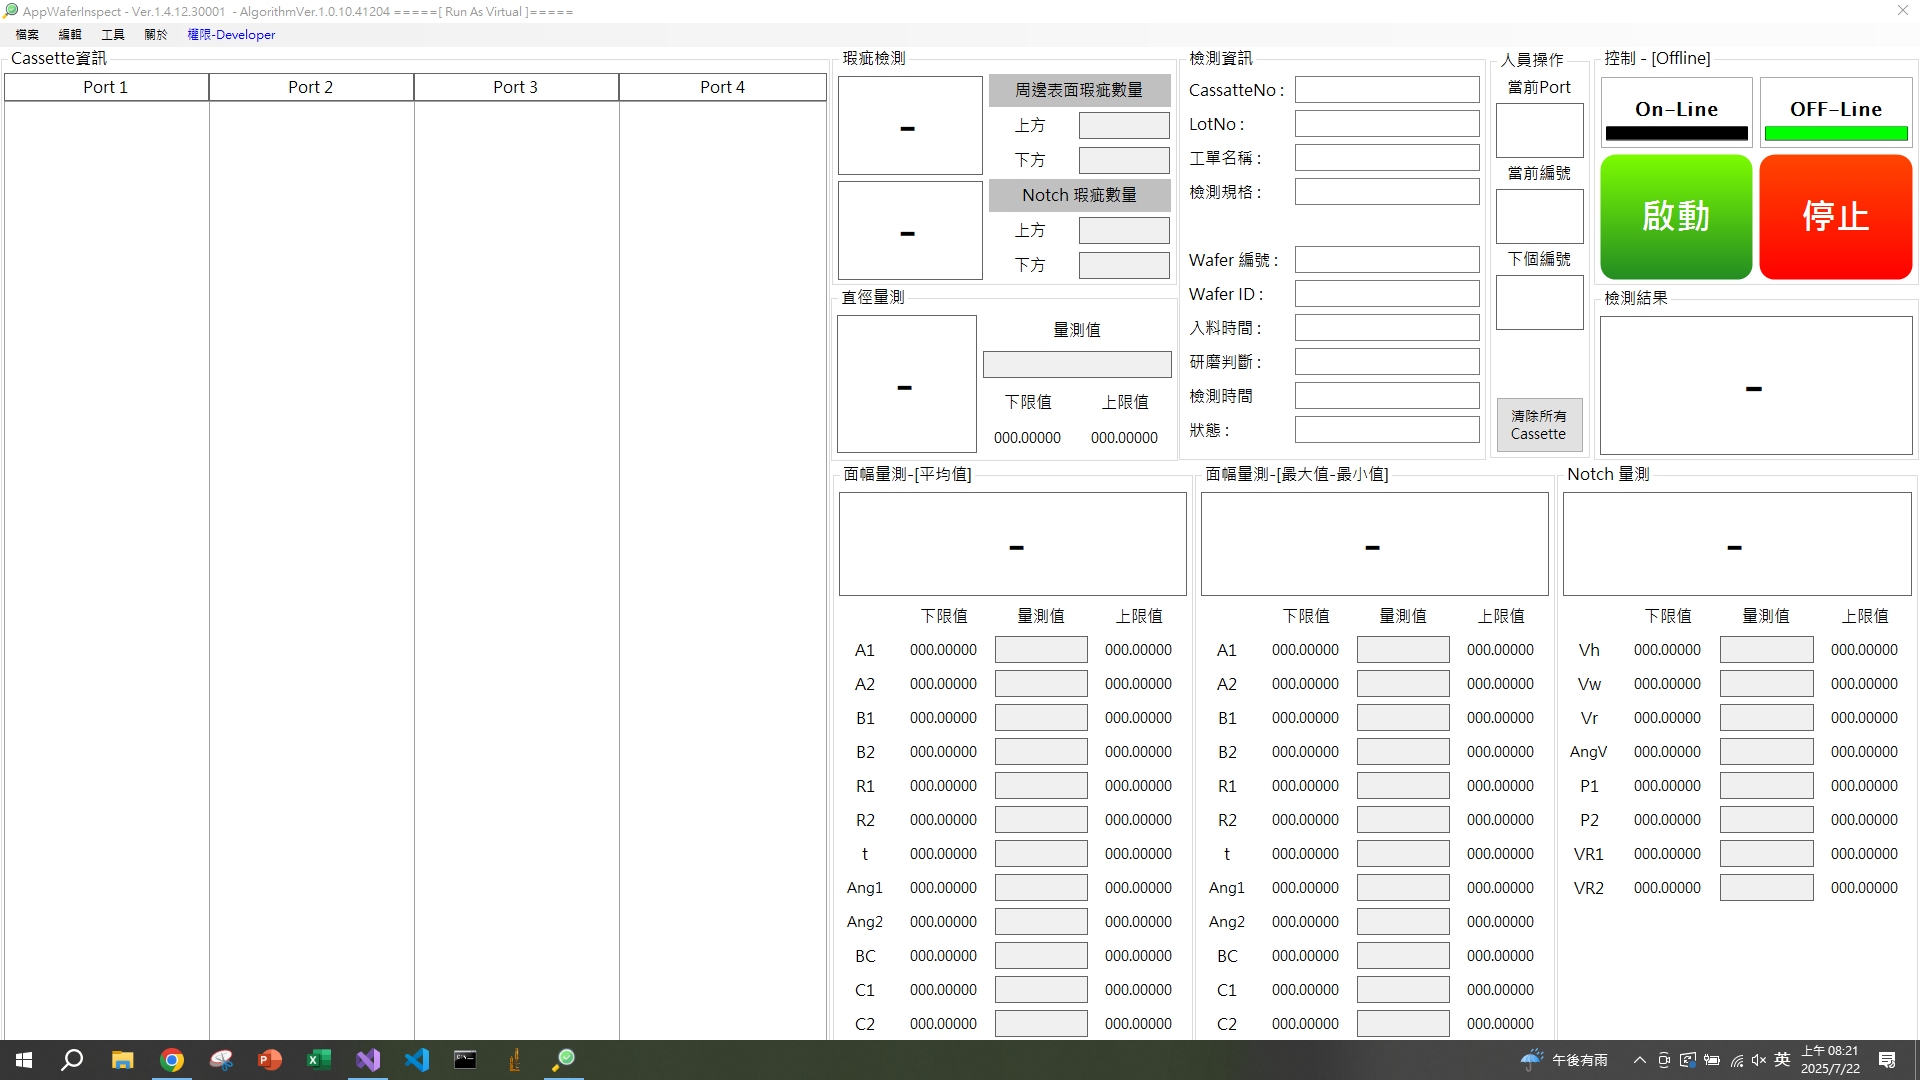 AppWaferInspect - Ver.1.4.12.30001  - AlgorithmVer.1.0.10.41204 =====[ Run As Virtual ]=====
檔案 編輯 工具 關於 權限-Developer
Cassette資訊
Port 1 Port 2 Port 3 Port 4
瑕疵檢測
-
周邊表面瑕疵數量
上方
下方
-
Notch 瑕疵數量
上方
下方
直徑量測
-
量測值
下限值 上限值
000.00000 000.00000
檢測資訊
CassatteNo :
LotNo :
工單名稱 :
檢測規格 :
Wafer 編號 :
Wafer ID :
入料時間 :
研磨判斷 :
檢測時間
狀態 :
人員操作
當前Port
當前編號
下個編號
清除所有
Cassette
控制 - [Offline]
On-Line OFF-Line
啟動 停止
檢測結果
-
面幅量測-[平均值]
-
下限值 量測值 上限值
A1 000.00000 000.00000
A2 000.00000 000.00000
B1 000.00000 000.00000
B2 000.00000 000.00000
R1 000.00000 000.00000
R2 000.00000 000.00000
t 000.00000 000.00000
Ang1 000.00000 000.00000
Ang2 000.00000 000.00000
BC 000.00000 000.00000
C1 000.00000 000.00000
C2 000.00000 000.00000
面幅量測-[最大值-最小值]
-
下限值 量測值 上限值
A1 000.00000 000.00000
A2 000.00000 000.00000
B1 000.00000 000.00000
B2 000.00000 000.00000
R1 000.00000 000.00000
R2 000.00000 000.00000
t 000.00000 000.00000
Ang1 000.00000 000.00000
Ang2 000.00000 000.00000
BC 000.00000 000.00000
C1 000.00000 000.00000
C2 000.00000 000.00000
Notch 量測
-
下限值 量測值 上限值
Vh 000.00000 000.00000
Vw 000.00000 000.00000
Vr 000.00000 000.00000
AngV 000.00000 000.00000
P1 000.00000 000.00000
P2 000.00000 000.00000
VR1 000.00000 000.00000
VR2 000.00000 000.00000
午後有雨 英 上午 08:21
2025/7/22